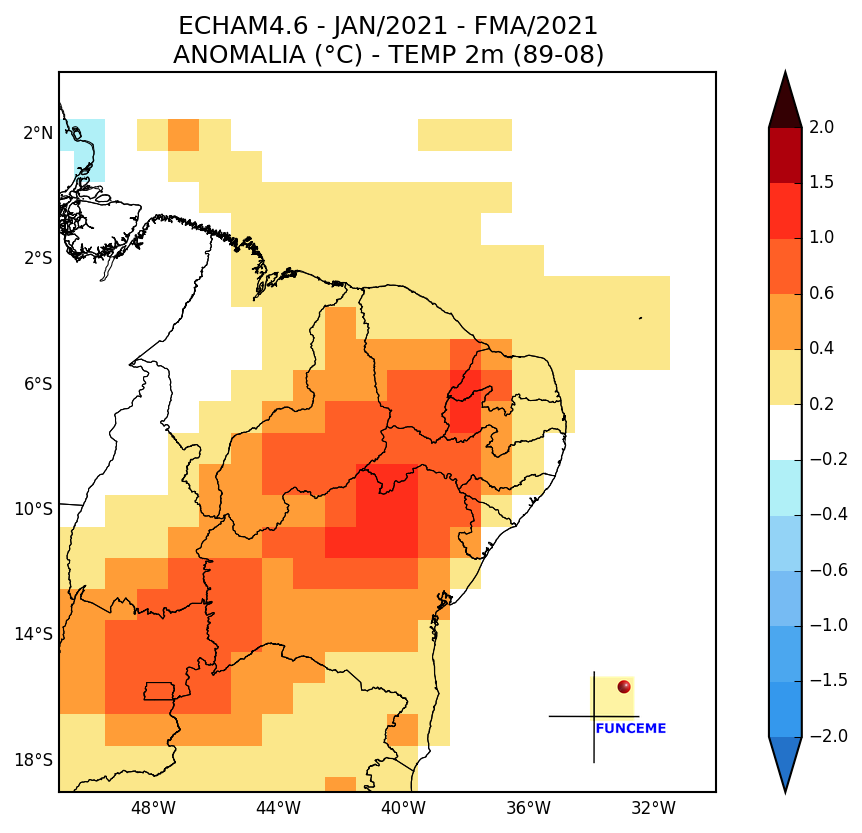 ECHAM4.6 - JAN/2021 - FMA/2021
ANOMALIA (°C) - TEMP 2m (89-08)
2°N
2°S
6°S
10°S
14°S
18°S
48°W 44°W 40°W 36°W 32°W
2.0
1.5
1.0
0.6
0.4
0.2
−0.2
−0.4
−0.6
−1.0
−1.5
−2.0
FUNCEME